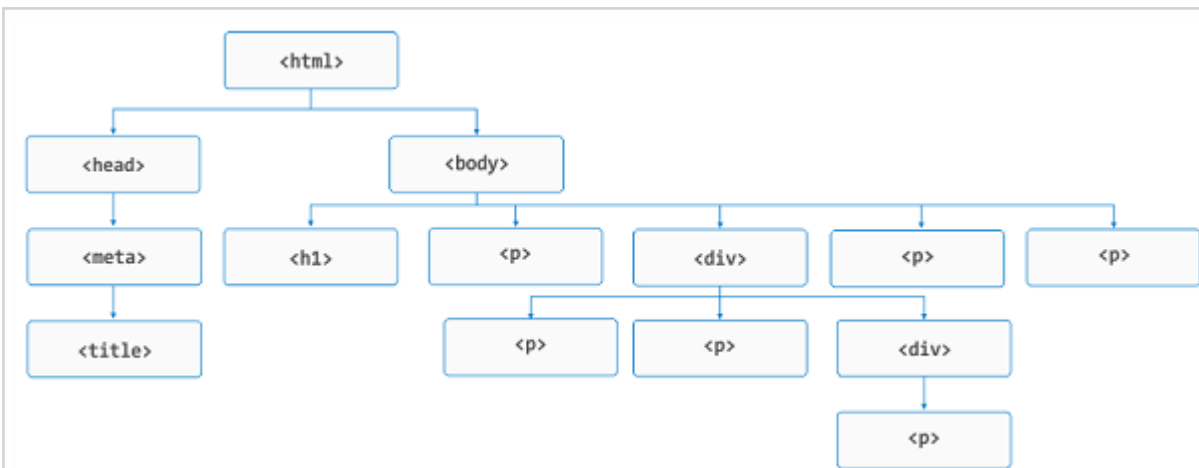 <html>
<head> <body>
<meta> <h1> <p> <div> <p> <p>
<title> <p> <p> <div>
<p>